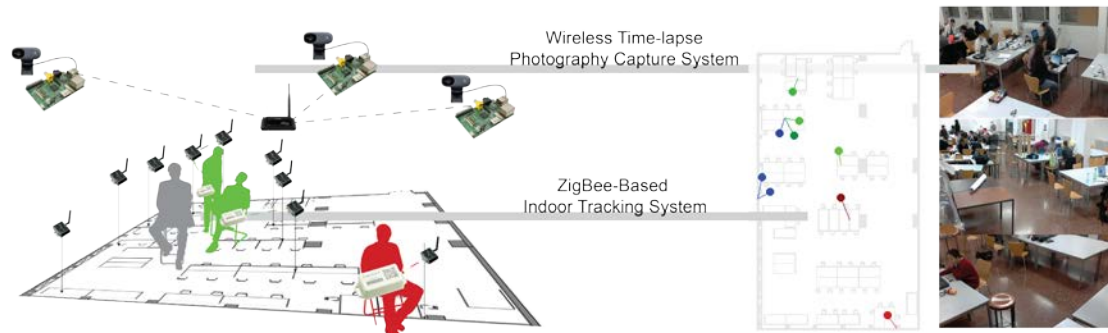 Wireless Time-lapse
Photography Capture System
ZigBee-Based
Indoor Tracking System